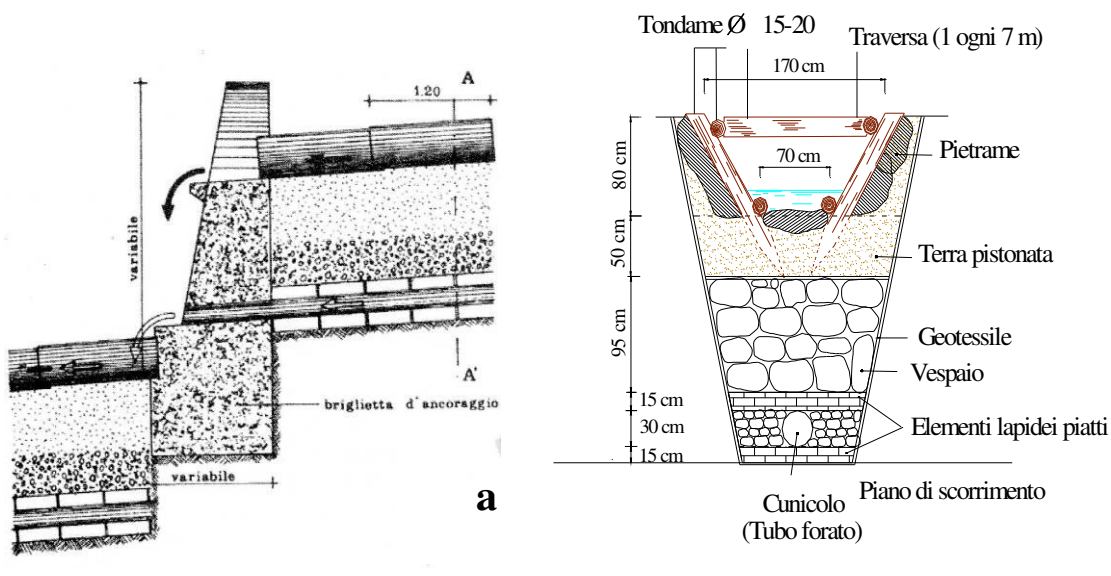 A
1.20
variabile
A'
briglietta d'ancoraggio
variabile
a
Tondame Ø 15-20
Traversa (1 ogni 7 m)
170 cm
70 cm
80 cm
50 cm
95 cm
15 cm
30 cm
15 cm
Pietrame
Terra pistonata
Geotessile
Vespaio
Elementi lapidei piatti
Piano di scorrimento
Cunicolo
(Tubo forato)